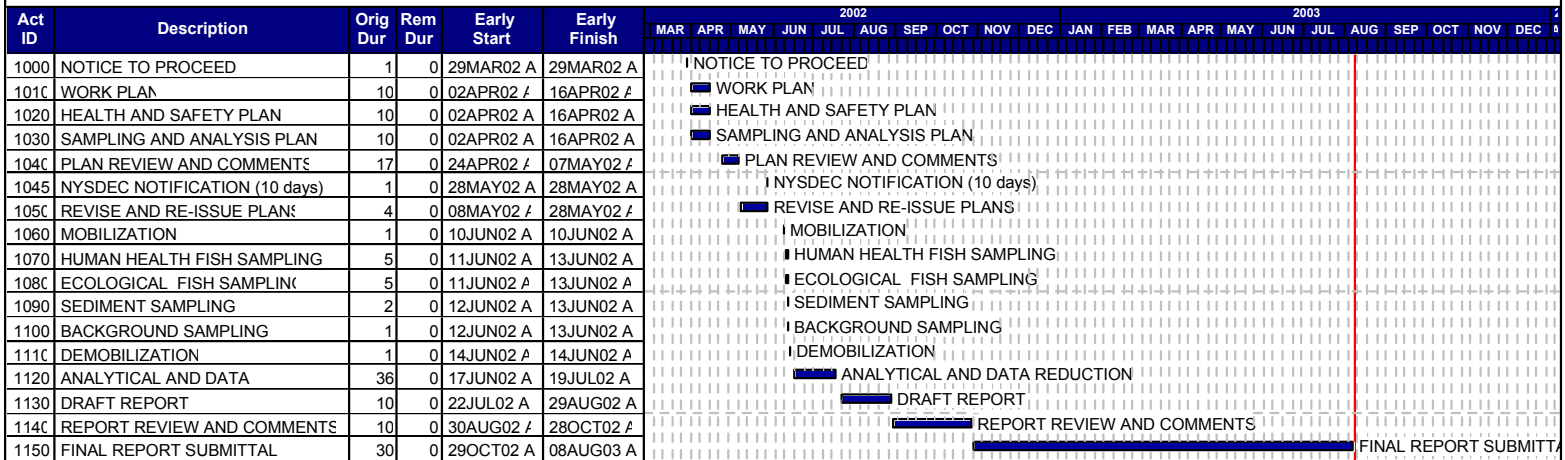 Act ID Description Orig Dur Rem Dur Early Start Early Finish
2002 2003
MAR APR MAY JUN JUL AUG SEP OCT NOV DEC JAN FEB MAR APR MAY JUN JUL AUG SEP OCT NOV DEC
1000 NOTICE TO PROCEED 1 0 29MAR02 A 29MAR02 A NOTICE TO PROCEED
1010 WORK PLAN 10 0 02APR02 A 16APR02 A WORK PLAN
1020 HEALTH AND SAFETY PLAN 10 0 02APR02 A 16APR02 A HEALTH AND SAFETY PLAN
1030 SAMPLING AND ANALYSIS PLAN 10 0 02APR02 A 16APR02 A SAMPLING AND ANALYSIS PLAN
1040 PLAN REVIEW AND COMMENTS 17 0 24APR02 A 07MAY02 A PLAN REVIEW AND COMMENTS
1045 NYSDEC NOTIFICATION (10 days) 1 0 28MAY02 A 28MAY02 A NYSDEC NOTIFICATION (10 days)
1050 REVISE AND RE-ISSUE PLANS 4 0 08MAY02 A 28MAY02 A REVISE AND RE-ISSUE PLANS
1060 MOBILIZATION 1 0 10JUN02 A 10JUN02 A MOBILIZATION
1070 HUMAN HEALTH FISH SAMPLING 5 0 11JUN02 A 13JUN02 A HUMAN HEALTH FISH SAMPLING
1080 ECOLOGICAL FISH SAMPLING 5 0 11JUN02 A 13JUN02 A ECOLOGICAL FISH SAMPLING
1090 SEDIMENT SAMPLING 2 0 12JUN02 A 13JUN02 A SEDIMENT SAMPLING
1100 BACKGROUND SAMPLING 1 0 12JUN02 A 13JUN02 A BACKGROUND SAMPLING
1110 DEMOBILIZATION 1 0 14JUN02 A 14JUN02 A DEMOBILIZATION
1120 ANALYTICAL AND DATA 36 0 17JUN02 A 19JUL02 A ANALYTICAL AND DATA REDUCTION
1130 DRAFT REPORT 10 0 22JUL02 A 29AUG02 A DRAFT REPORT
1140 REPORT REVIEW AND COMMENTS 10 0 30AUG02 A 28OCT02 A REPORT REVIEW AND COMMENTS
1150 FINAL REPORT SUBMITTAL 30 0 29OCT02 A 08AUG03 A FINAL REPORT SUBMITTA